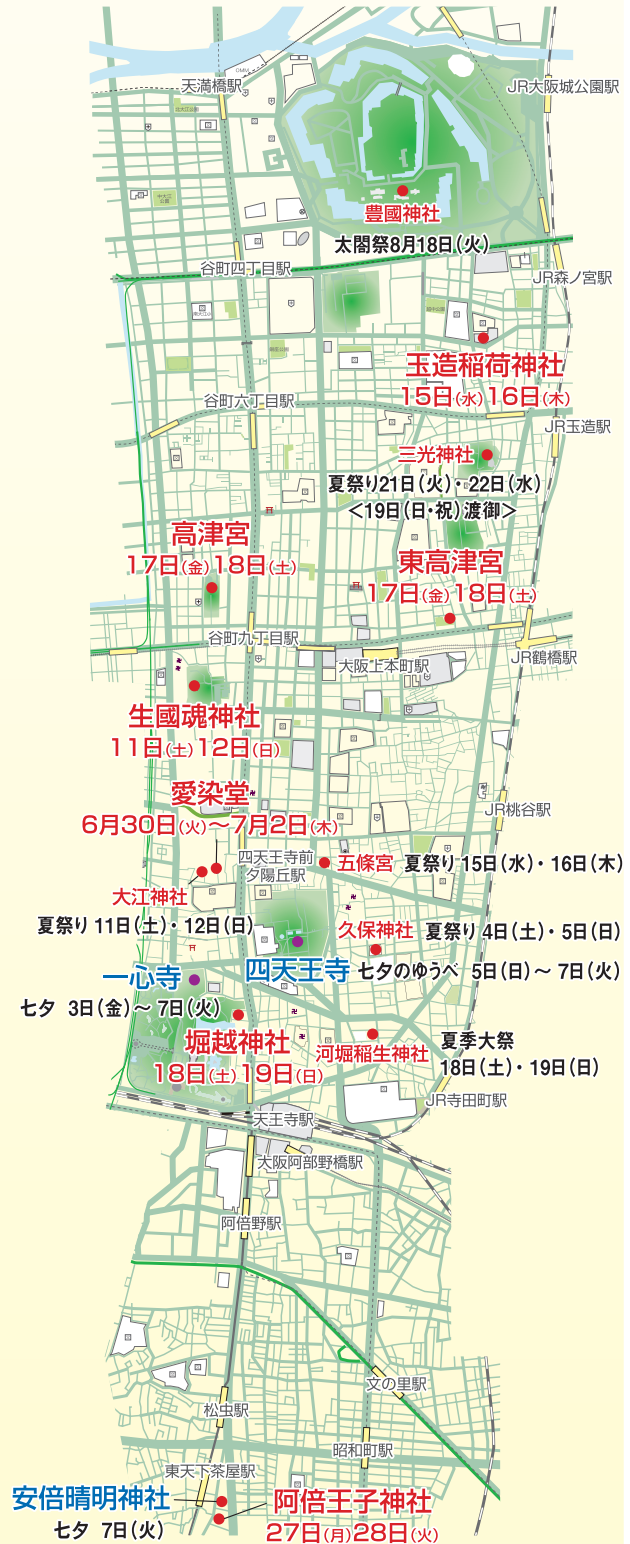 天満橋駅
JR大阪城公園駅
豊國神社
太閤祭8月18日(火)
谷町四丁目駅
JR森ノ宮駅
玉造稲荷神社
15日(水)16日(木)
谷町六丁目駅
JR玉造駅
三光神社
夏祭り21日(火)・22日(水)
<19日(日・祝)渡御>
高津宮
17日(金)18日(土)
東高津宮
17日(金)18日(土)
谷町九丁目駅
大阪上本町駅
JR鶴橋駅
生國魂神社
11日(土)12日(日)
愛染堂
6月30日(火)〜7月2日(木)
JR桃谷駅
四天王寺前
夕陽丘駅
五條宮 夏祭り 15日(水)・16日(木)
大江神社
夏祭り 11日(土)・12日(日)
久保神社 夏祭り 4日(土)・5日(日)
四天王寺 七夕のゆうべ 5日(日)〜 7日(火)
一心寺
七夕 3日(金)〜 7日(火)
堀越神社
18日(土)19日(日)
河堀稲生神社
夏季大祭
18日(土)・19日(日)
JR寺田町駅
天王寺駅
大阪阿部野橋駅
阿倍野駅
文の里駅
松虫駅
昭和町駅
東天下茶屋駅
安倍晴明神社
七夕 7日(火)
阿倍王子神社
27日(月)28日(火)